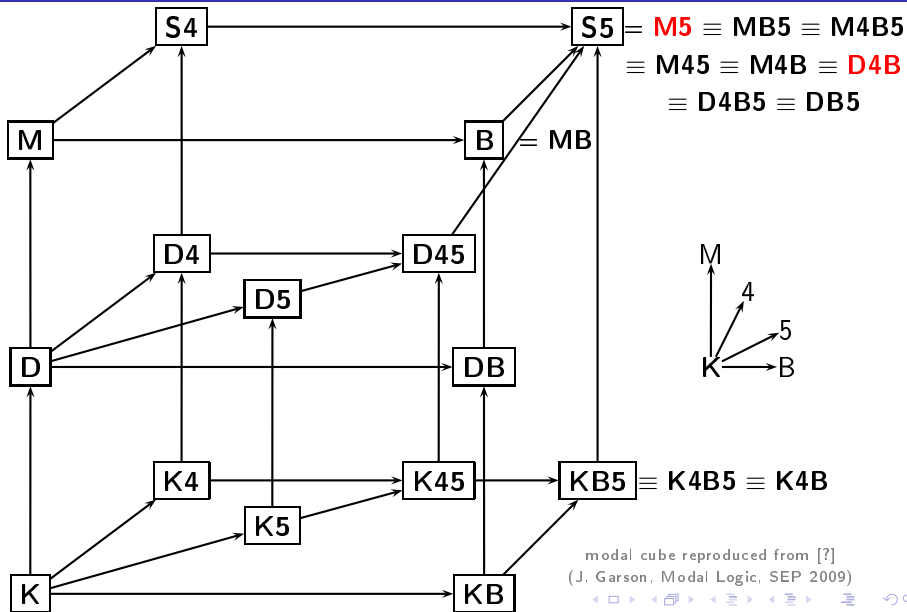 S4
S5 = M5 ≡ MB5 ≡ M4B5
≡ M45 ≡ M4B ≡ D4B
≡ D4B5 ≡ DB5
M
B = MB
D4
D45
M
D5
4
5
D
DB
K
B
K4
K45
KB5 ≡ K4B5 ≡ K4B
K5
modal cube reproduced from [?]
(J. Garson, Modal Logic, SEP 2009)
K
KB